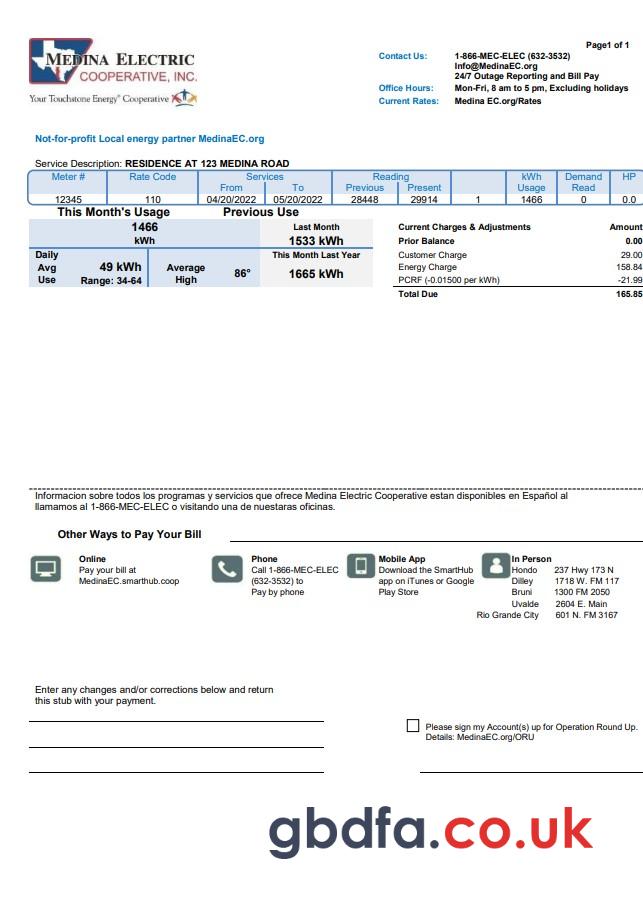 Page1 of 1
MEDINA ELECTRIC
COOPERATIVE, INC.
Your Touchstone Energy® Cooperative
Contact Us: 1-866-MEC-ELEC (632-3532)
Info@MedinaEC.org
24/7 Outage Reporting and Bill Pay
Office Hours: Mon-Fri, 8 am to 5 pm, Excluding holidays
Current Rates: Medina EC.org/Rates
Not-for-profit Local energy partner MedinaEC.org
Service Description: RESIDENCE AT 123 MEDINA ROAD
Meter # Rate Code Services Reading kWh Demand HP
From To Previous Present Usage Read
12345 110 04/20/2022 05/20/2022 28448 29914 1 1466 0 0.0
This Month's Usage Previous Use
1466 Last Month
kWh 1533 kWh
Daily This Month Last Year
Avg 49 kWh Average 86° 1665 kWh
Use Range: 34-64 High
Current Charges & Adjustments Amount
Prior Balance 0.00
Customer Charge 29.00
Energy Charge 158.84
PCRF (-0.01500 per kWh) -21.99
Total Due 165.85
Informacion sobre todos los programas y servicios que ofrece Medina Electric Cooperative estan disponibles en Español al
llamamos al 1-866-MEC-ELEC o visitando una de nuestaras oficinas.
Other Ways to Pay Your Bill
Online
Pay your bill at
MedinaEC.smarthub.coop
Phone
Call 1-866-MEC-ELEC
(632-3532) to
Pay by phone
Mobile App
Download the SmartHub
app on iTunes or Google
Play Store
In Person
Hondo 237 Hwy 173 N
Dilley 1718 W. FM 117
Bruni 1300 FM 2050
Uvalde 2604 E. Main
Rio Grande City 601 N. FM 3167
Enter any changes and/or corrections below and return
this stub with your payment.
Please sign my Account(s) up for Operation Round Up.
Details: MedinaEC.org/ORU
gbdfa.co.uk